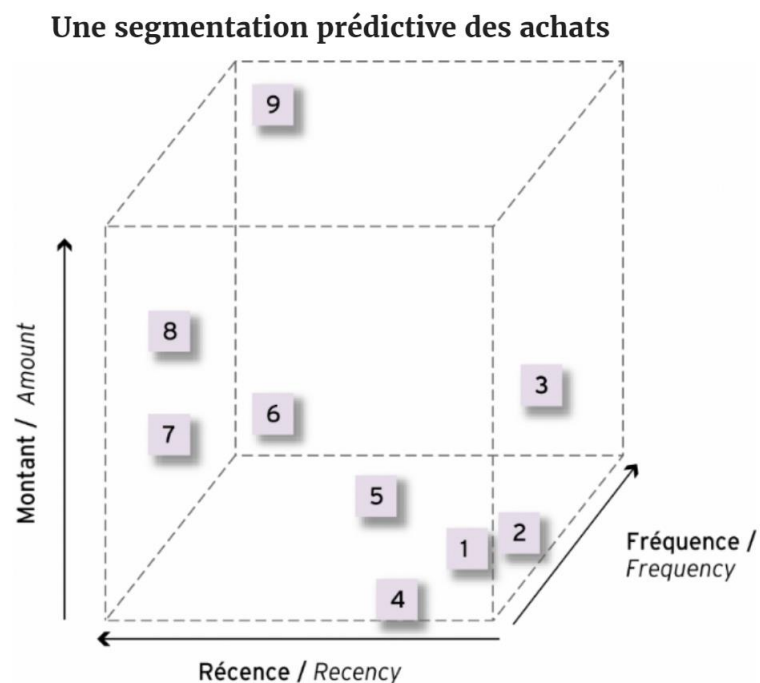 Une segmentation prédictive des achats
9
8
3
6
7
5
2
1
4
Montant / Amount
Fréquence /
Frequency
Récence / Recency